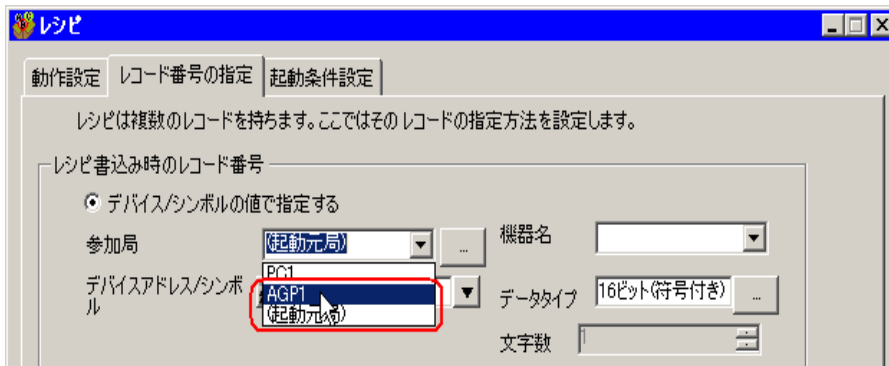 レシピ
動作設定 レコード番号の指定 起動条件設定
レシピは複数のレコードを持ちます。ここではそのレコードの指定方法を設定します。
レシピ書込み時のレコード番号
デバイス/シンボルの値で指定する
参加局 (起動元局) ... 機器名
PC1
デバイスアドレス/シンボル
AGP1
(起動元局)
データタイプ 16ビット(符号付き) ...
文字数 1